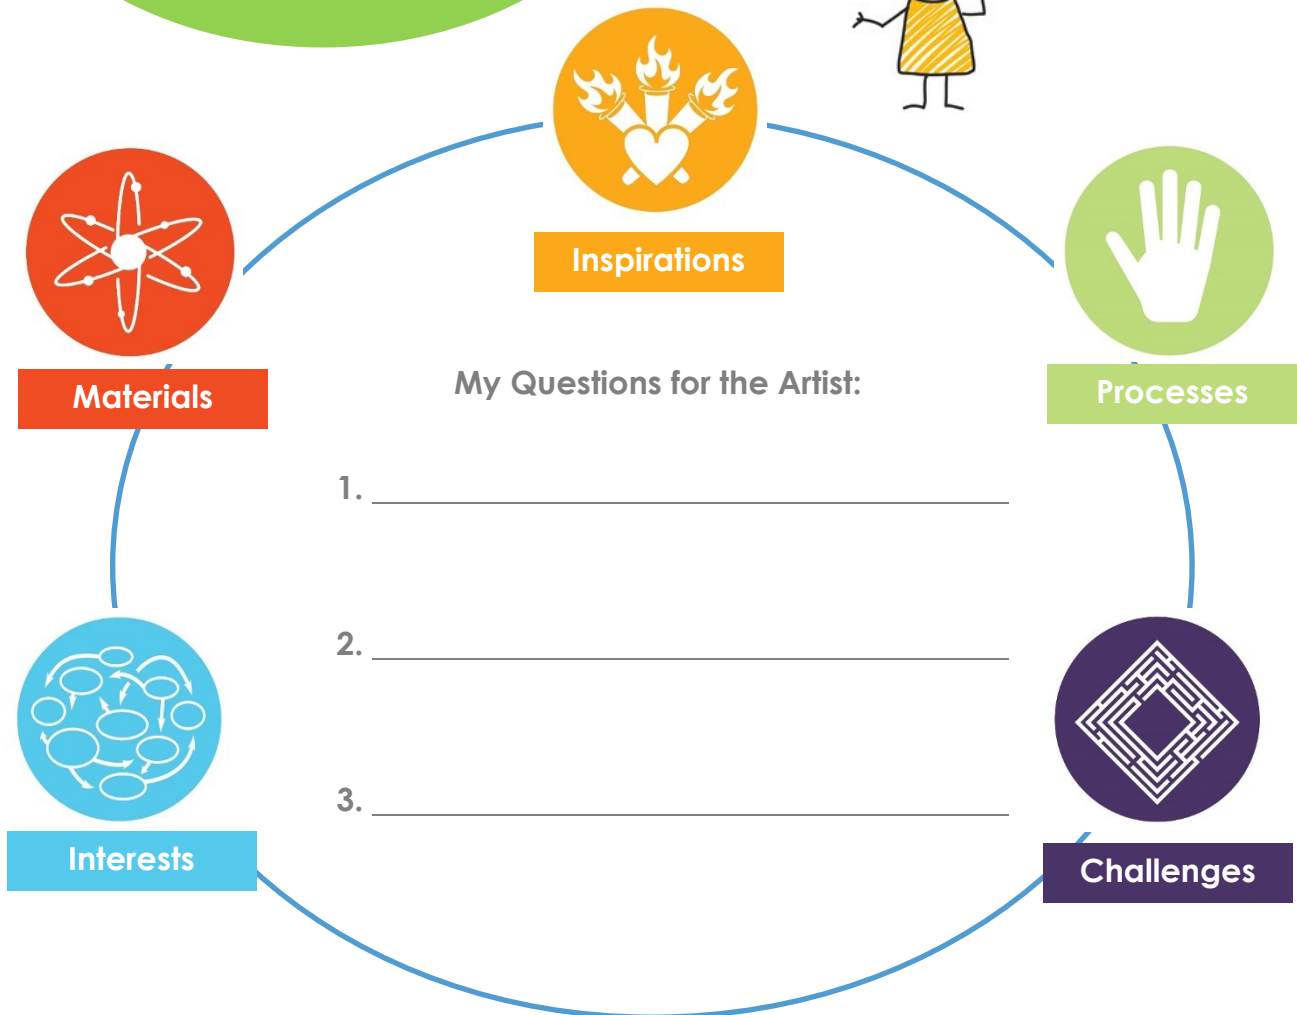 Inspirations
Materials
My Questions for the Artist:
Processes
1.
2.
3.
Interests
Challenges